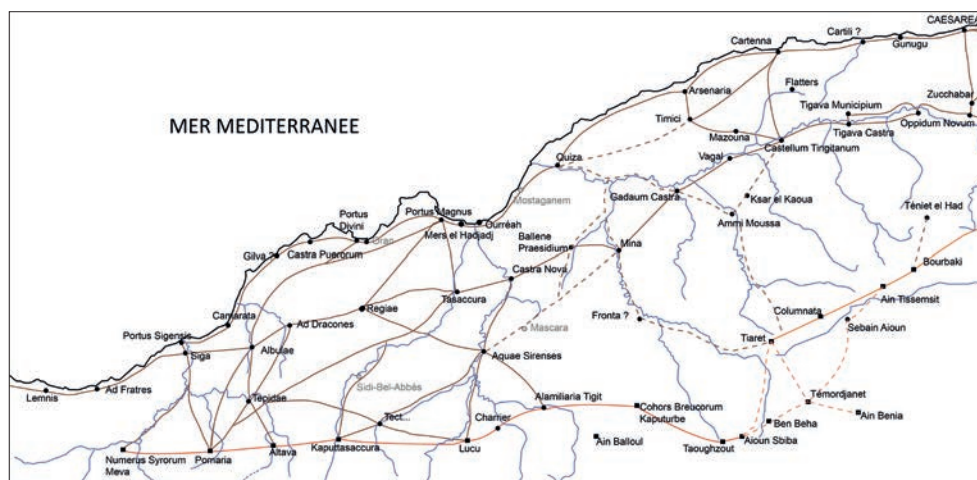 CAESAREA
Cartili ?
Gunugu
Cartenna
Flatters
Zucchabar
Arsenaria
Tigava Municipium
MER MEDITERRANEE
Timici
Mazouna
Tigava Castra
Oppidum Novum
Castellum Tingitanum
Quiza
Vagal
Gadaum Castra
Ksar el Kaoua
Mostaganem
Téniet el Had
Portus Magnus
Portus
Divini
Ourréah
Ammi Moussa
Mers el Hadjadj
Oran
Ballene
Praesidium
Mina
Gilva ?
Castra Puerorum
Bourbaki
Castra Nova
Tasaccura
Ain Tissemsit
Regiae
Columnata
Camarata
Ad Dracones
Mascara
Fronta ?
Sebain Aioun
Portus Sigensis
Tiaret
Siga
Albulae
Aquae Sirenses
Sidi-Bel-Abbès
Ad Fratres
Lemnis
Alamiliaria Tigit
Témordjanet
Tepidae
Cohors Breucorum
Kaputurbe
Tect...
Charrier
Ben Beha
Ain Benia
Numerus Syrorum
Meva
Pomaria
Altava
Kaputtasaccura
Lucu
Ain Balloul
Taoughzout
Aioun Sbiba